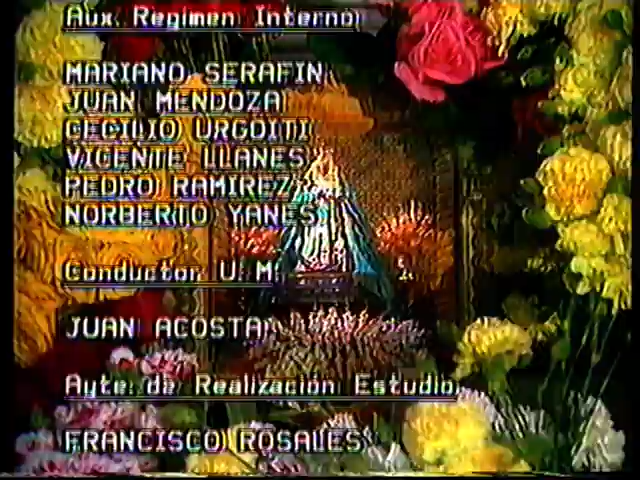 Aux. Regimen Interno
MARIANO SERAFIN
JUAN MENDOZA
CECILIO URGOITI
VICENTE LLANES
PEDRO RAMIREZ
NORBERTO YANES
Conductor U. M.
JUAN ACOSTA
Ayte. de Realización Estudio
FRANCISCO ROSALES